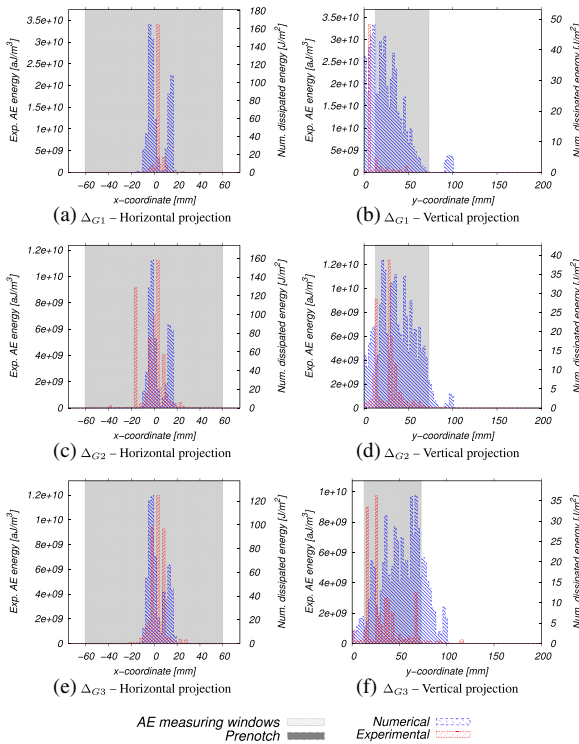 3.5e+10
3e+10
2.5e+10
2e+10
1.5e+10
1e+10
5e+09
0
Exp. AE energy [aJ/m³]
180
160
140
120
100
80
60
40
20
0
Num. dissipated energy [J/m²]
−60 −40 −20 0 20 40 60
x−coordinate [mm]
(a) Δ_G1 – Horizontal projection
3.5e+10
3e+10
2.5e+10
2e+10
1.5e+10
1e+10
5e+09
0
Exp. AE energy [aJ/m³]
50
40
30
20
10
0
Num. dissipated energy [J/m²]
0 50 100 150 200
y−coordinate [mm]
(b) Δ_G1 – Vertical projection
1.2e+10
1e+10
8e+09
6e+09
4e+09
2e+09
0
Exp. AE energy [aJ/m³]
160
140
120
100
80
60
40
20
0
Num. dissipated energy [J/m²]
−60 −40 −20 0 20 40 60
x−coordinate [mm]
(c) Δ_G2 – Horizontal projection
1.2e+10
1e+10
8e+09
6e+09
4e+09
2e+09
0
Exp. AE energy [aJ/m³]
40
35
30
25
20
15
10
5
0
Num. dissipated energy [J/m²]
0 50 100 150 200
y−coordinate [mm]
(d) Δ_G2 – Vertical projection
1.2e+10
1e+10
8e+09
6e+09
4e+09
2e+09
0
Exp. AE energy [aJ/m³]
120
100
80
60
40
20
0
Num. dissipated energy [J/m²]
−60 −40 −20 0 20 40 60
x−coordinate [mm]
(e) Δ_G3 – Horizontal projection
1e+10
8e+09
6e+09
4e+09
2e+09
0
Exp. AE energy [aJ/m³]
35
30
25
20
15
10
5
0
Num. dissipated energy [J/m²]
0 50 100 150 200
y−coordinate [mm]
(f) Δ_G3 – Vertical projection
AE measuring windows
Prenotch
Numerical
Experimental